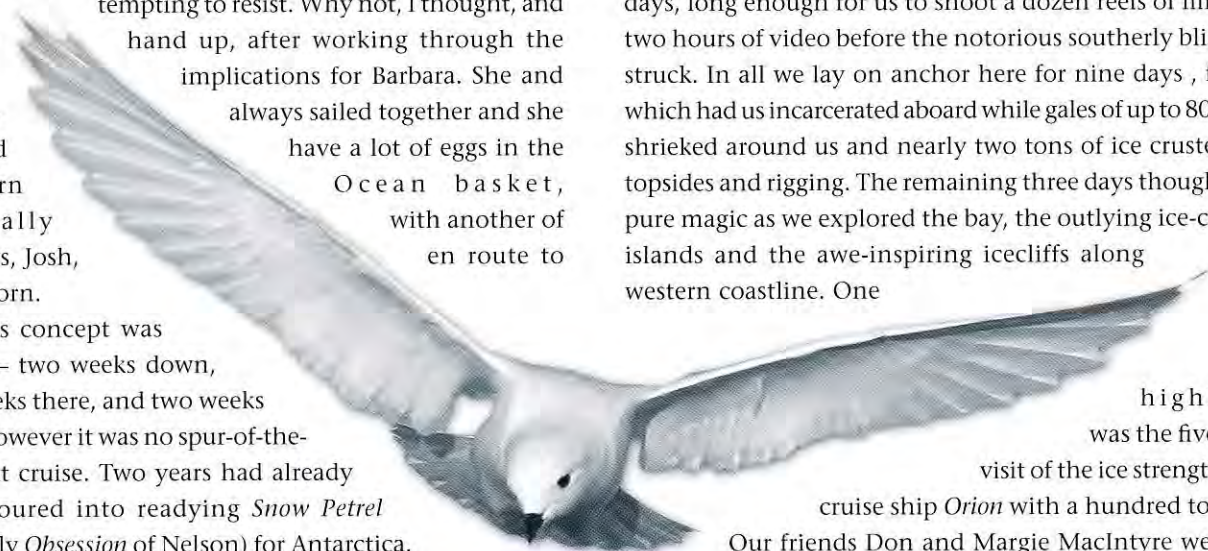 tempting to resist. Why not, I thought, and
hand up, after working through the
implications for Barbara. She and
always sailed together and she
d have a lot of eggs in the
rn Ocean basket,
ally with another of
s, Josh, en route to
orn.
s concept was
– two weeks down,
eks there, and two weeks
owever it was no spur-of-the-
t cruise. Two years had already
oured into readying Snow Petrel
ly Obsession of Nelson) for Antarctica.
days, long enough for us to shoot a dozen reels of
two hours of video before the notorious southerly bli
struck. In all we lay on anchor here for nine days ,
which had us incarcerated aboard while gales of up to 80
shrieked around us and nearly two tons of ice cruste
topsides and rigging. The remaining three days though
pure magic as we explored the bay, the outlying ice-c
islands and the awe-inspiring icecliffs along
western coastline. One
high
was the five
visit of the ice strengt
cruise ship Orion with a hundred to
Our friends Don and Margie MacIntyre we